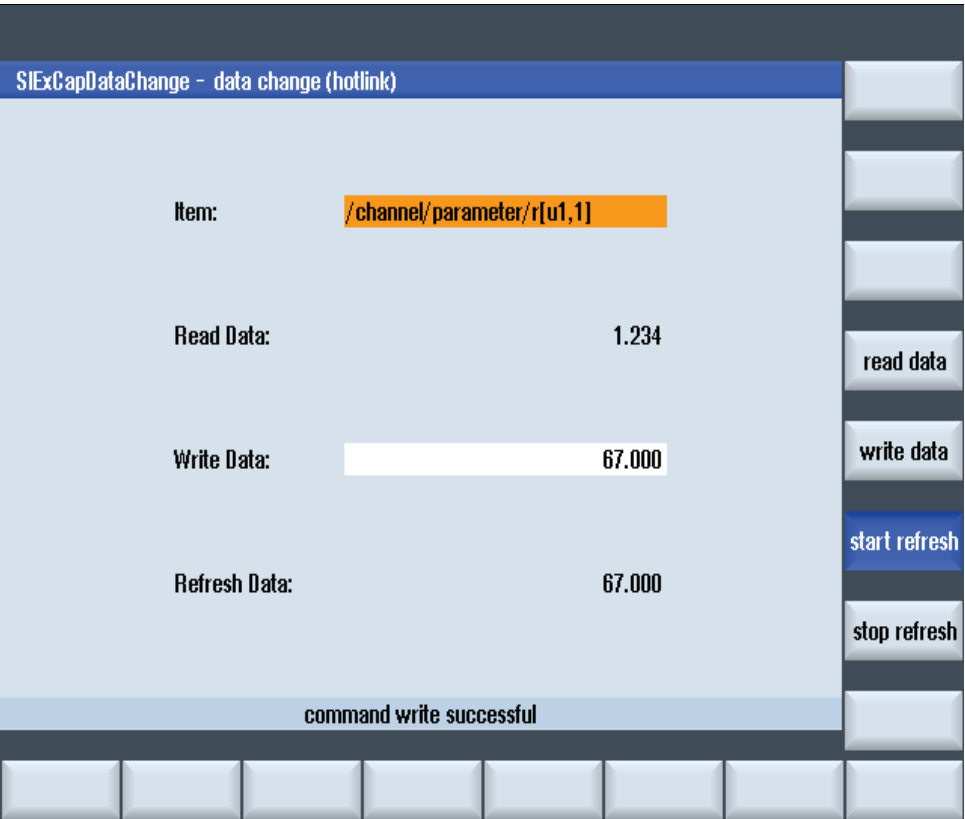 SlExCapDataChange - data change (hotlink)
Item: /channel/parameter/r[u1,1]
Read Data: 1.234
read data
Write Data: 67.000
write data
start refresh
Refresh Data: 67.000
stop refresh
command write successful